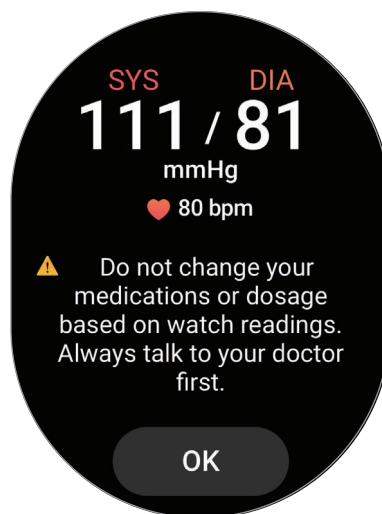 SYS DIA
111 / 81
mmHg
80 bpm
Do not change your
medications or dosage
based on watch readings.
Always talk to your doctor
first.
OK